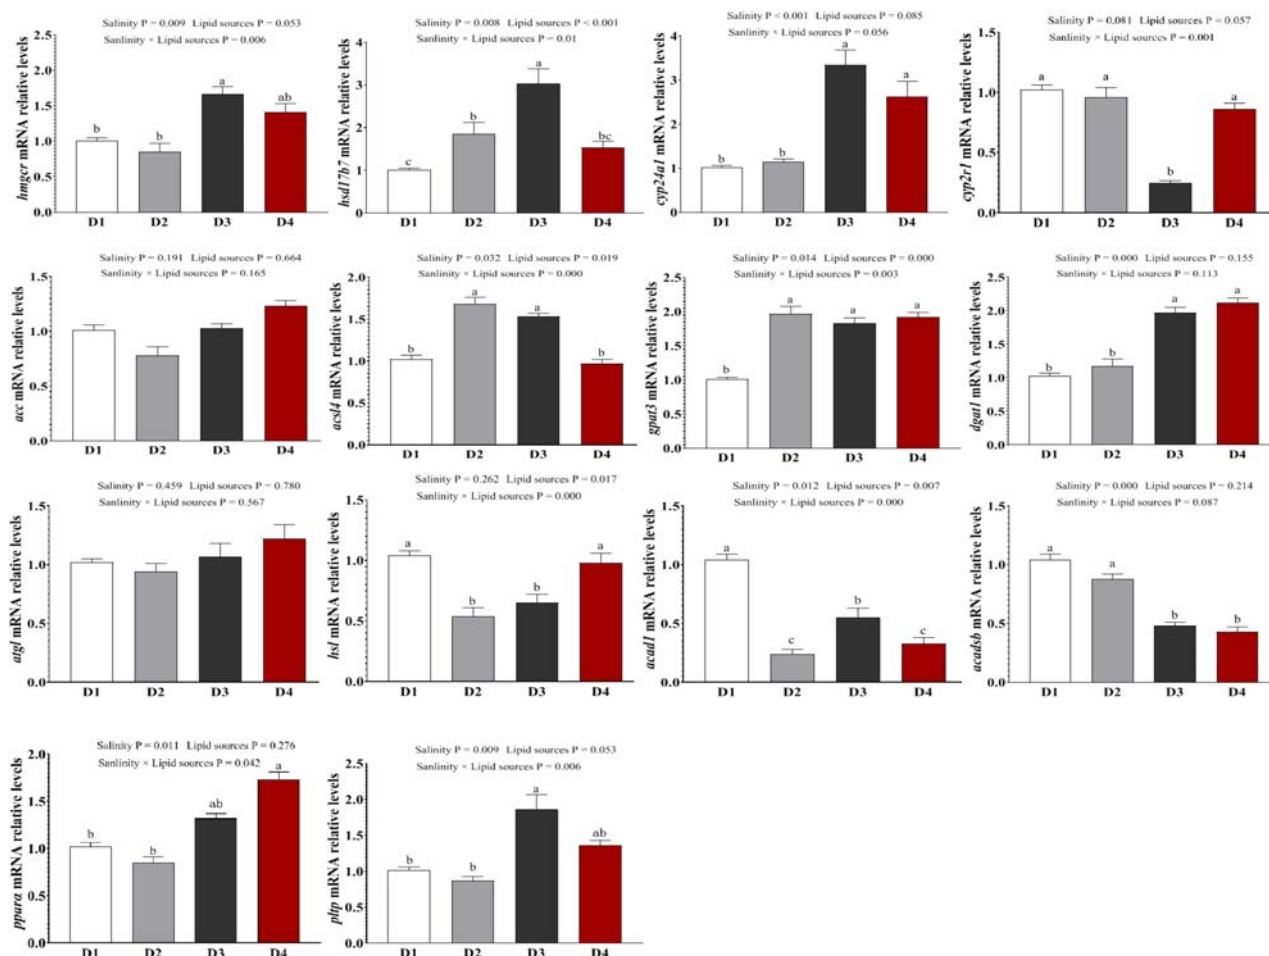 Salinity P = 0.009 Lipid sources P = 0.053
Sanlinity × Lipid sources P = 0.006
hmgcr mRNA relative levels
2.5
2.0
1.5
1.0
0.5
0.0
b
b
a
ab
D1 D2 D3 D4
Salinity P = 0.008 Lipid sources P < 0.001
Sanlinity × Lipid sources P = 0.01
hsd17b7 mRNA relative levels
4
3
2
1
0
c
b
a
bc
D1 D2 D3 D4
Salinity P < 0.001 Lipid sources P = 0.085
Sanlinity × Lipid sources P = 0.056
cyp24a1 mRNA relative levels
4
3
2
1
0
b
b
a
a
D1 D2 D3 D4
Salinity P = 0.081 Lipid sources P = 0.057
Sanlinity × Lipid sources P = 0.001
cyp2r1 mRNA relative levels
1.5
1.0
0.5
0.0
a
a
b
a
D1 D2 D3 D4
Salinity P = 0.191 Lipid sources P = 0.664
Sanlinity × Lipid sources P = 0.165
acc mRNA relative levels
1.5
1.0
0.5
0.0
D1 D2 D3 D4
Salinity P = 0.032 Lipid sources P = 0.019
Sanlinity × Lipid sources P = 0.000
acsl4 mRNA relative levels
2.0
1.5
1.0
0.5
0.0
b
a
a
b
D1 D2 D3 D4
Salinity P = 0.014 Lipid sources P = 0.000
Sanlinity × Lipid sources P = 0.003
gpat3 mRNA relative levels
2.5
2.0
1.5
1.0
0.5
0.0
b
a
a
a
D1 D2 D3 D4
Salinity P = 0.000 Lipid sources P = 0.155
Sanlinity × Lipid sources P = 0.113
dgat1 mRNA relative levels
2.5
2.0
1.5
1.0
0.5
0.0
b
b
a
a
D1 D2 D3 D4
Salinity P = 0.459 Lipid sources P = 0.780
Sanlinity × Lipid sources P = 0.567
atgl mRNA relative levels
1.5
1.0
0.5
0.0
D1 D2 D3 D4
Salinity P = 0.262 Lipid sources P = 0.017
Sanlinity × Lipid sources P = 0.000
hsl mRNA relative levels
1.5
1.0
0.5
0.0
a
b
b
a
D1 D2 D3 D4
Salinity P = 0.012 Lipid sources P = 0.007
Sanlinity × Lipid sources P = 0.000
acad1 mRNA relative levels
1.5
1.0
0.5
0.0
a
c
b
c
D1 D2 D3 D4
Salinity P = 0.000 Lipid sources P = 0.214
Sanlinity × Lipid sources P = 0.087
acadsb mRNA relative levels
1.5
1.0
0.5
0.0
a
a
b
b
D1 D2 D3 D4
Salinity P = 0.011 Lipid sources P = 0.276
Sanlinity × Lipid sources P = 0.042
ppara mRNA relative levels
2.0
1.5
1.0
0.5
0.0
b
b
ab
a
D1 D2 D3 D4
Salinity P = 0.009 Lipid sources P = 0.053
Sanlinity × Lipid sources P = 0.006
pltp mRNA relative levels
2.5
2.0
1.5
1.0
0.5
0.0
b
b
a
ab
D1 D2 D3 D4